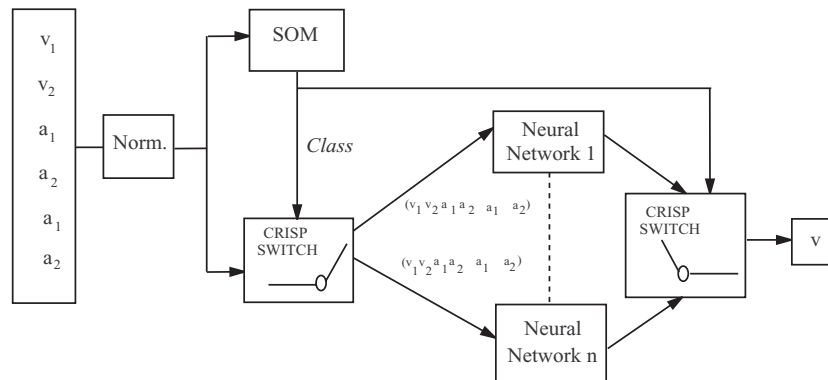 v1
v2
a1
a2
a1
a2
Norm.
SOM
Class
CRISP
SWITCH
(v1 v2 a1 a2 a1 a2)
(v1 v2 a1 a2 a1 a2)
Neural
Network 1
Neural
Network n
CRISP
SWITCH
v